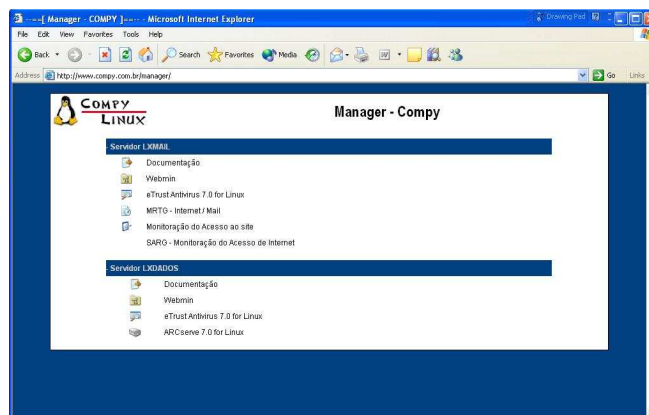 ---==[ Manager - COMPY ]==--- - Microsoft Internet Explorer
Drawing Pad
File Edit View Favorites Tools Help
Back Search Favorites Media
Address http://www.compy.com.br/manager/ Go Links
COMPY
LINUX
Manager - Compy
- Servidor LXMAIL
Documentação
Webmin
eTrust Antivirus 7.0 for Linux
MRTG - Internet / Mail
Monitoração do Acesso ao site
SARG - Monitoração do Acesso de Internet
- Servidor LXDADOS
Documentação
Webmin
eTrust Antivirus 7.0 for Linux
ARCserve 7.0 for Linux